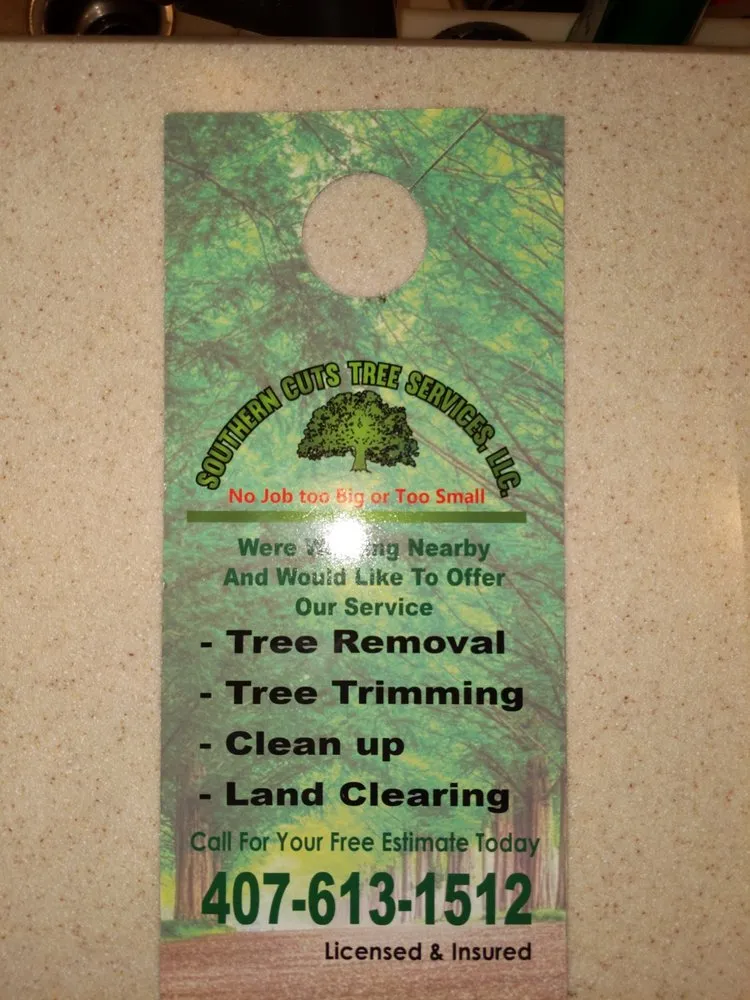 SOUTHERN CUTS TREE SERVICES, LLC.
No Job too Big or Too Small
Were Nearby
And Would Like To Offer
Our Service
- Tree Removal
- Tree Trimming
- Clean up
- Land Clearing
Call For Your Free Estimate Today
407-613-1512
Licensed & Insured